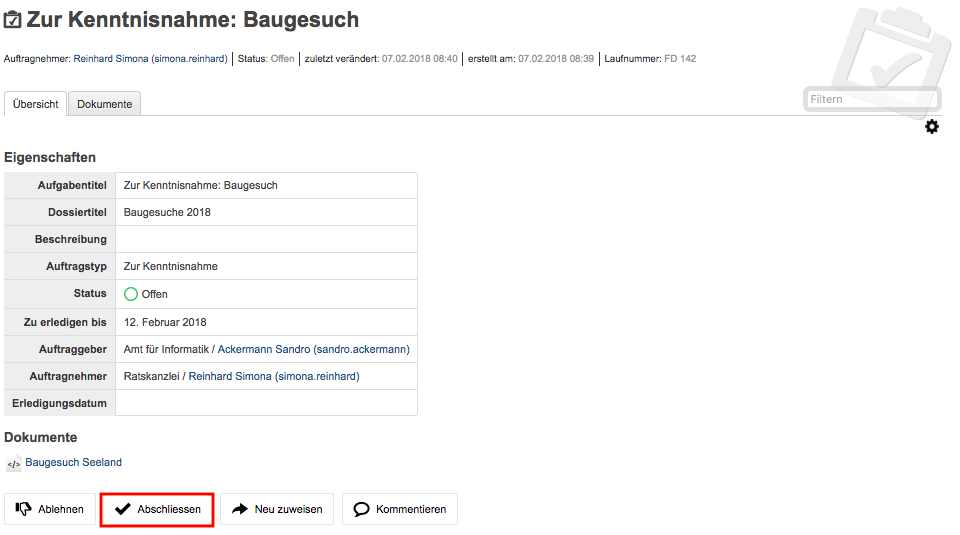 Zur Kenntnisnahme: Baugesuch
Auftragnehmer: Reinhard Simona (simona.reinhard) | Status: Offen | zuletzt verändert: 07.02.2018 08:40 | erstellt am: 07.02.2018 08:39 | Laufnummer: FD 142
Übersicht Dokumente Filtern
Eigenschaften
Aufgabentitel Zur Kenntnisnahme: Baugesuch
Dossiertitel Baugesuche 2018
Beschreibung
Auftragstyp Zur Kenntnisnahme
Status Offen
Zu erledigen bis 12. Februar 2018
Auftraggeber Amt für Informatik / Ackermann Sandro (sandro.ackermann)
Auftragnehmer Ratskanzlei / Reinhard Simona (simona.reinhard)
Erledigungsdatum
Dokumente
</> Baugesuch Seeland
Ablehnen Abschliessen Neu zuweisen Kommentieren